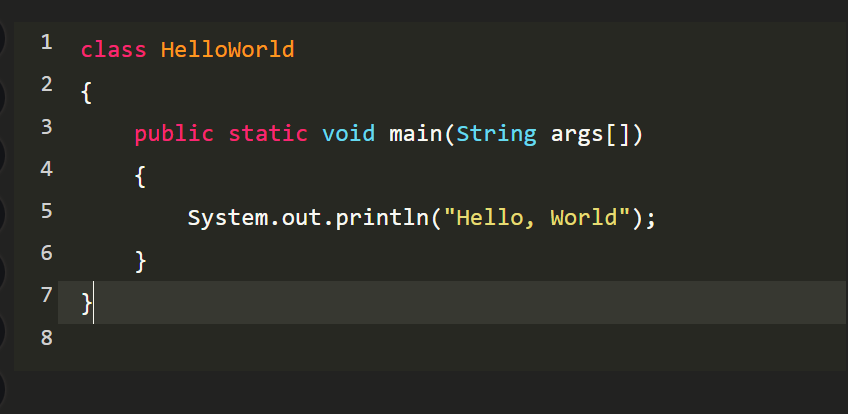 1 class HelloWorld
2 {
3     public static void main(String args[])
4     {
5         System.out.println("Hello, World");
6     }
7 }
8